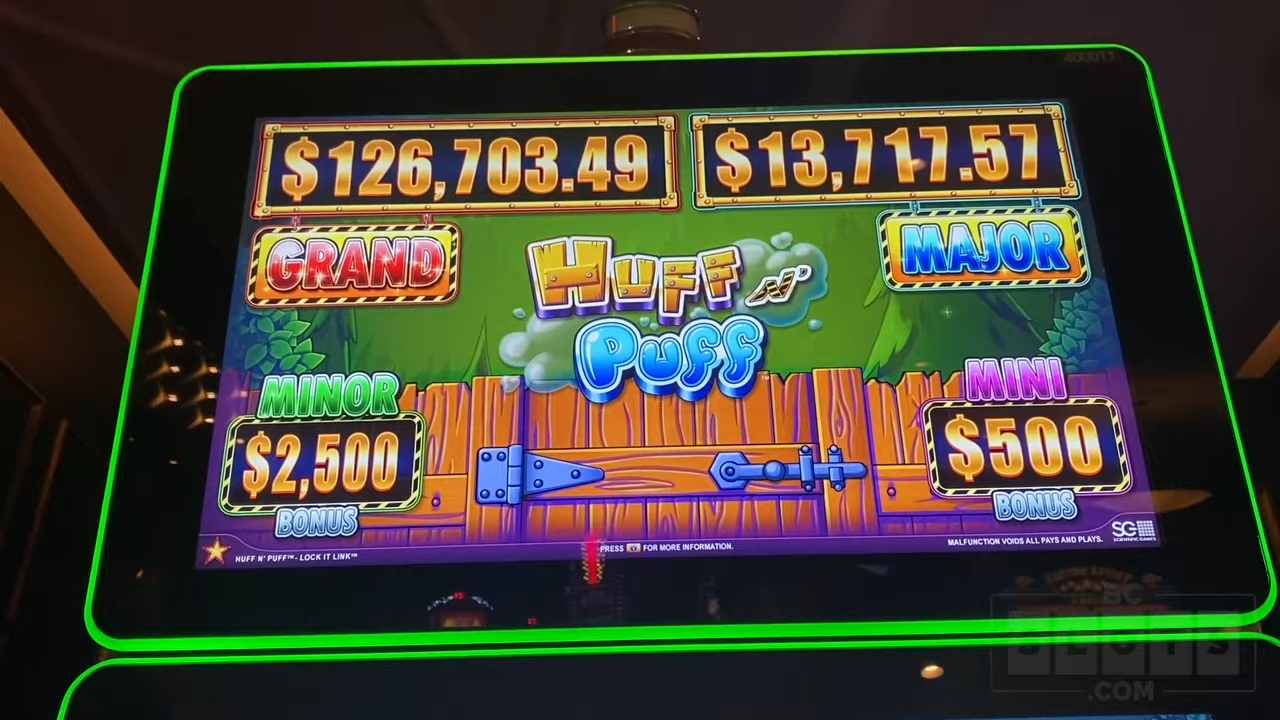 400011
$126,703.49
$13,717.57
GRAND
MAJOR
HUFF N'
PUFF
MINOR
$2,500
BONUS
MINI
$500
BONUS
HUFF N' PUFF™ - LOCK IT LINK™
PRESS FOR MORE INFORMATION.
MALFUNCTION VOIDS ALL PAYS AND PLAYS.
SG
SCIENTIFIC GAMES
BC
SLOTS
.COM